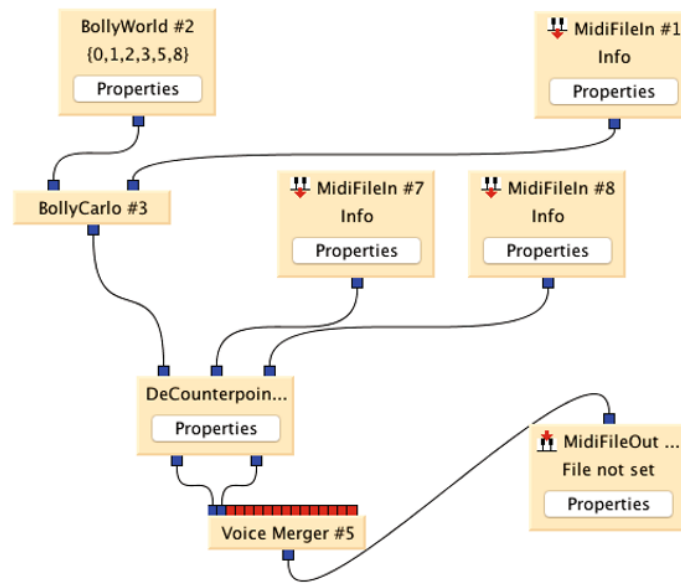 BollyWorld #2
{0,1,2,3,5,8}
Properties
MidiFileIn #1
Info
Properties
BollyCarlo #3
MidiFileIn #7
Info
Properties
MidiFileIn #8
Info
Properties
DeCounterpoin...
Properties
MidiFileOut ...
File not set
Properties
Voice Merger #5